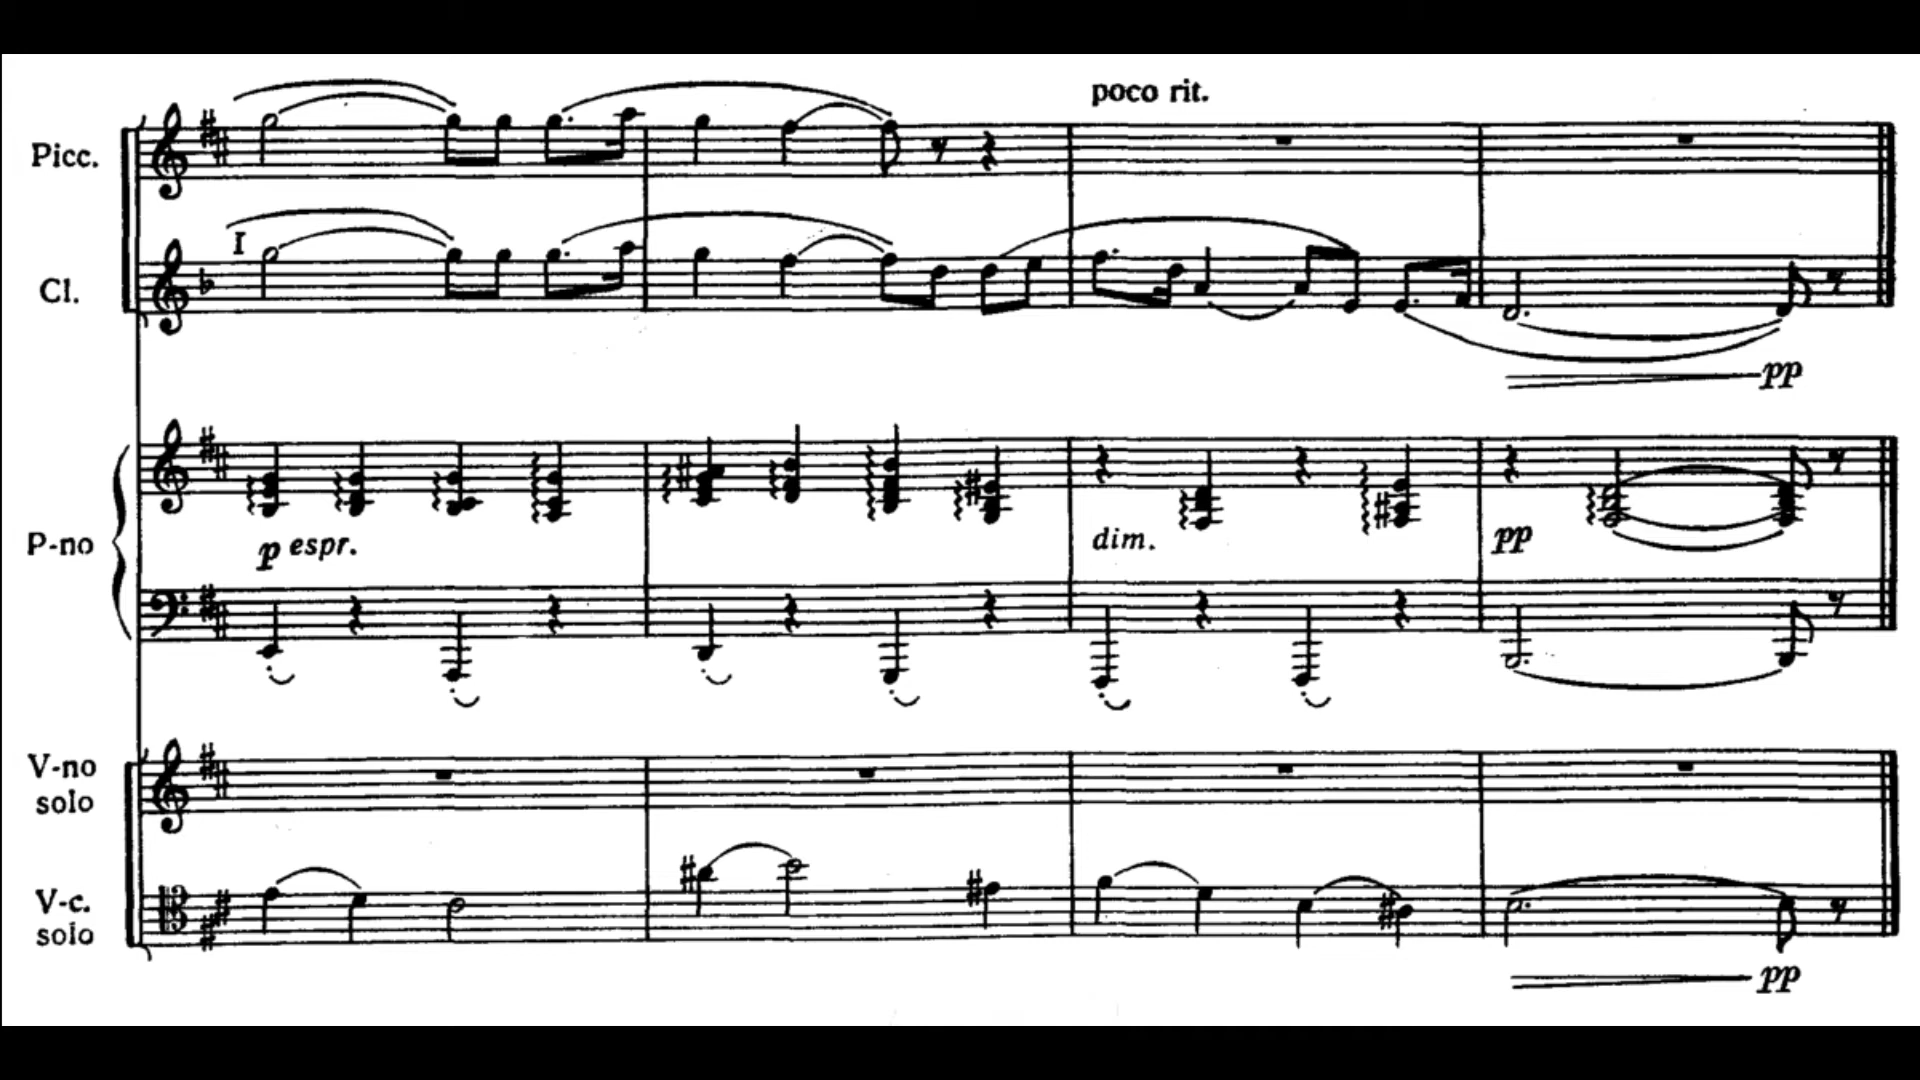 poco rit.
Picc.
I
Cl.
pp
P-no
p espr.
dim.
pp
V-no
solo
V-c.
solo
pp